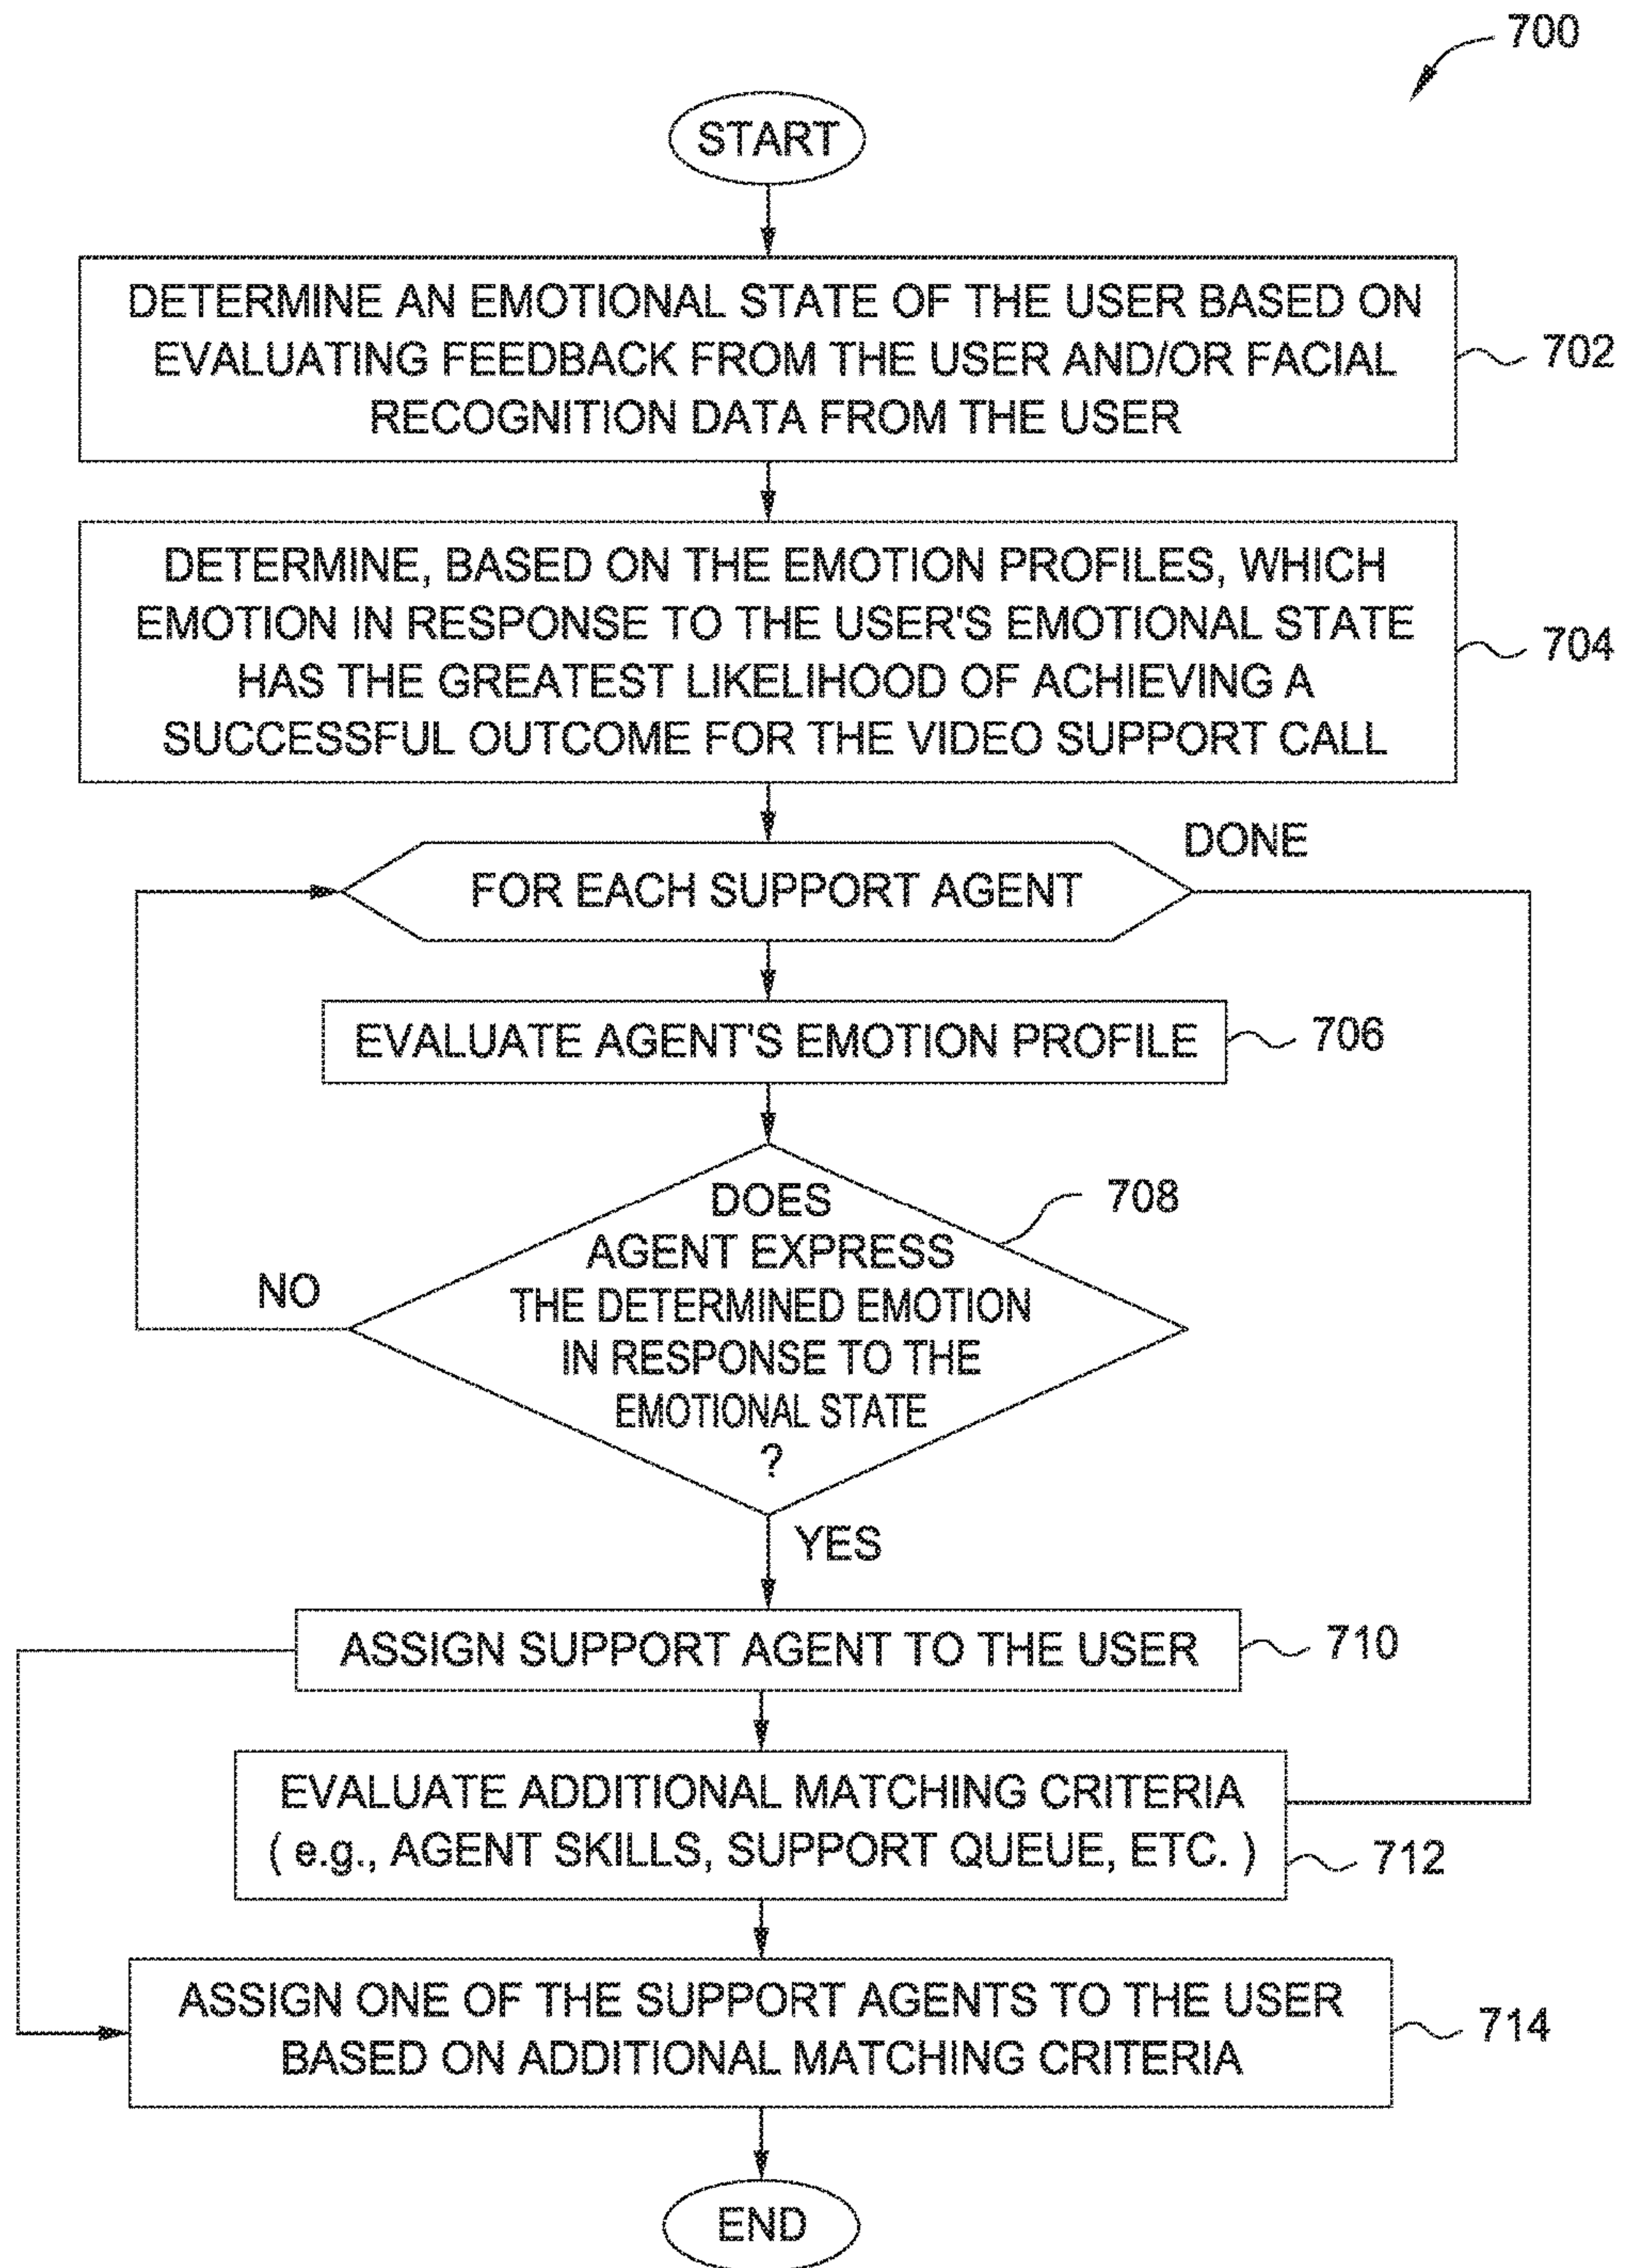 700
START
DETERMINE AN EMOTIONAL STATE OF THE USER BASED ON
EVALUATING FEEDBACK FROM THE USER AND/OR FACIAL
RECOGNITION DATA FROM THE USER
702
DETERMINE, BASED ON THE EMOTION PROFILES, WHICH
EMOTION IN RESPONSE TO THE USER'S EMOTIONAL STATE
HAS THE GREATEST LIKELIHOOD OF ACHIEVING A
SUCCESSFUL OUTCOME FOR THE VIDEO SUPPORT CALL
704
DONE
FOR EACH SUPPORT AGENT
EVALUATE AGENT'S EMOTION PROFILE
706
DOES
AGENT EXPRESS
THE DETERMINED EMOTION
IN RESPONSE TO THE
EMOTIONAL STATE
?
708
NO
YES
ASSIGN SUPPORT AGENT TO THE USER
710
EVALUATE ADDITIONAL MATCHING CRITERIA
( e.g., AGENT SKILLS, SUPPORT QUEUE, ETC. )
712
ASSIGN ONE OF THE SUPPORT AGENTS TO THE USER
BASED ON ADDITIONAL MATCHING CRITERIA
714
END